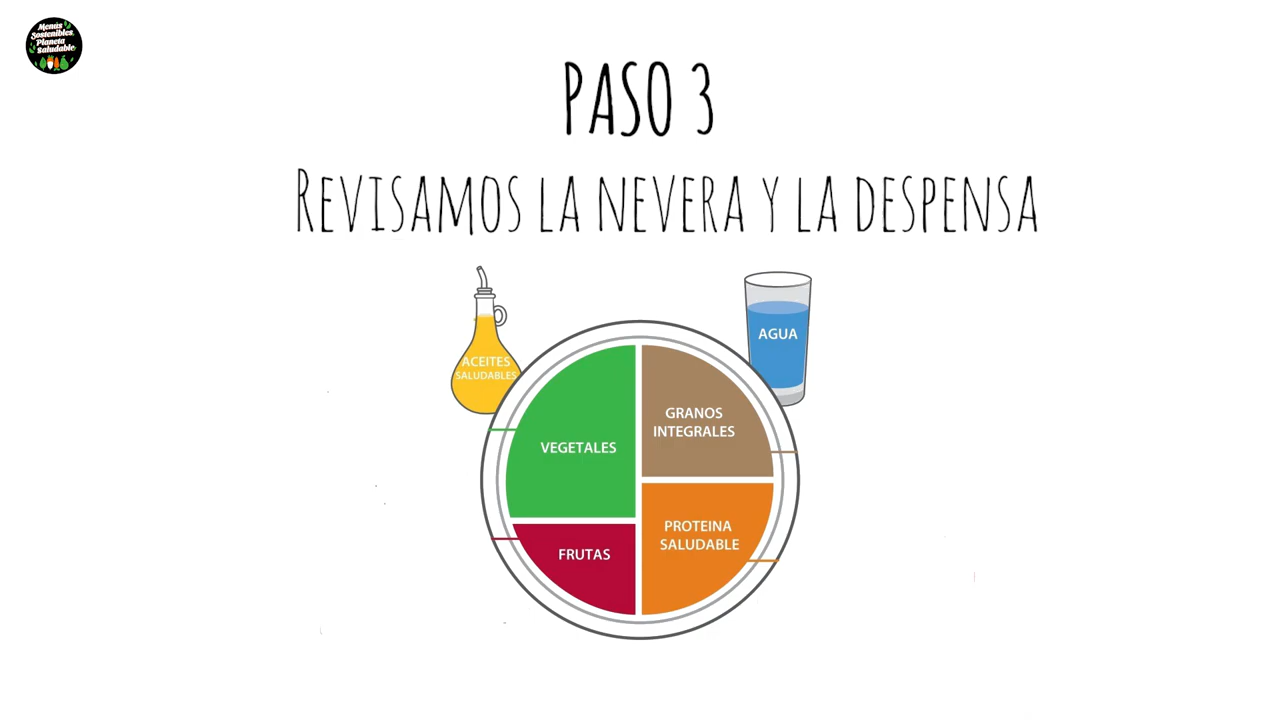 Menús
Sostenibles,
Planeta
Saludable
PASO 3
REVISAMOS LA NEVERA Y LA DESPENSA
ACEITES
SALUDABLES
AGUA
GRANOS
INTEGRALES
VEGETALES
PROTEINA
SALUDABLE
FRUTAS